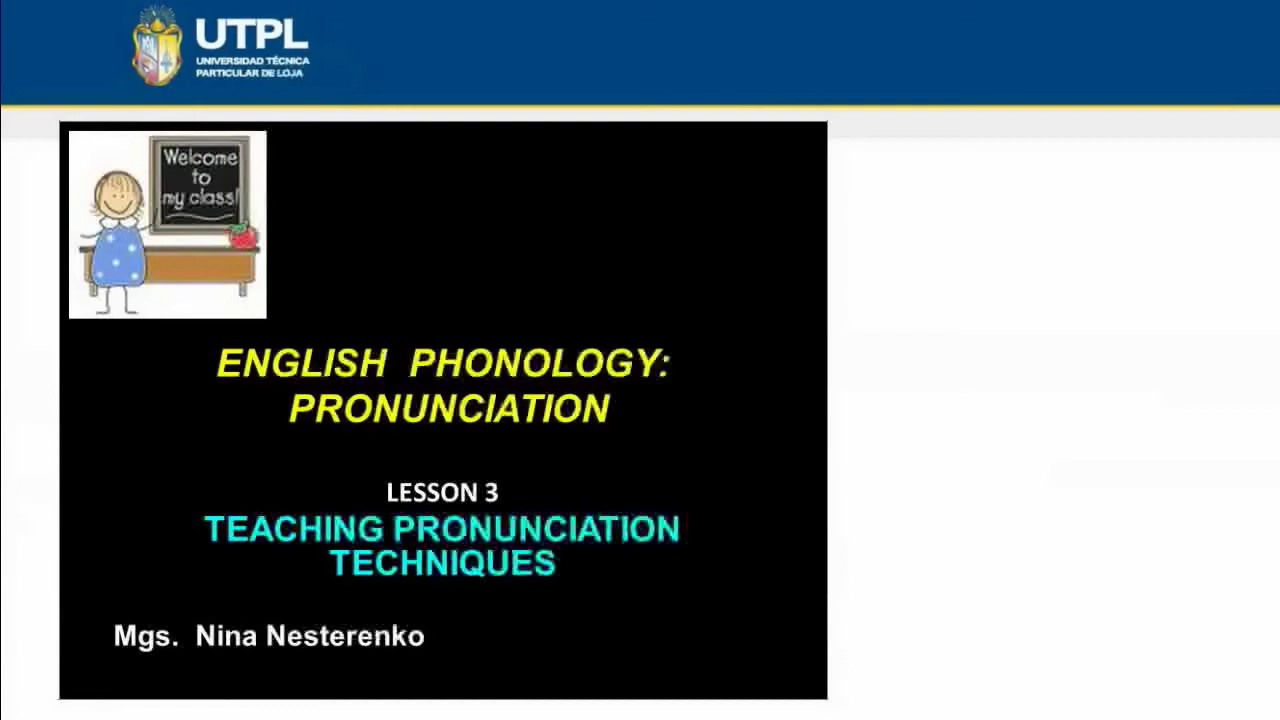 UTPL
UNIVERSIDAD TÉCNICA
PARTICULAR DE LOJA
Welcome
to
my class!
ENGLISH PHONOLOGY:
PRONUNCIATION
LESSON 3
TEACHING PRONUNCIATION
TECHNIQUES
Mgs. Nina Nesterenko